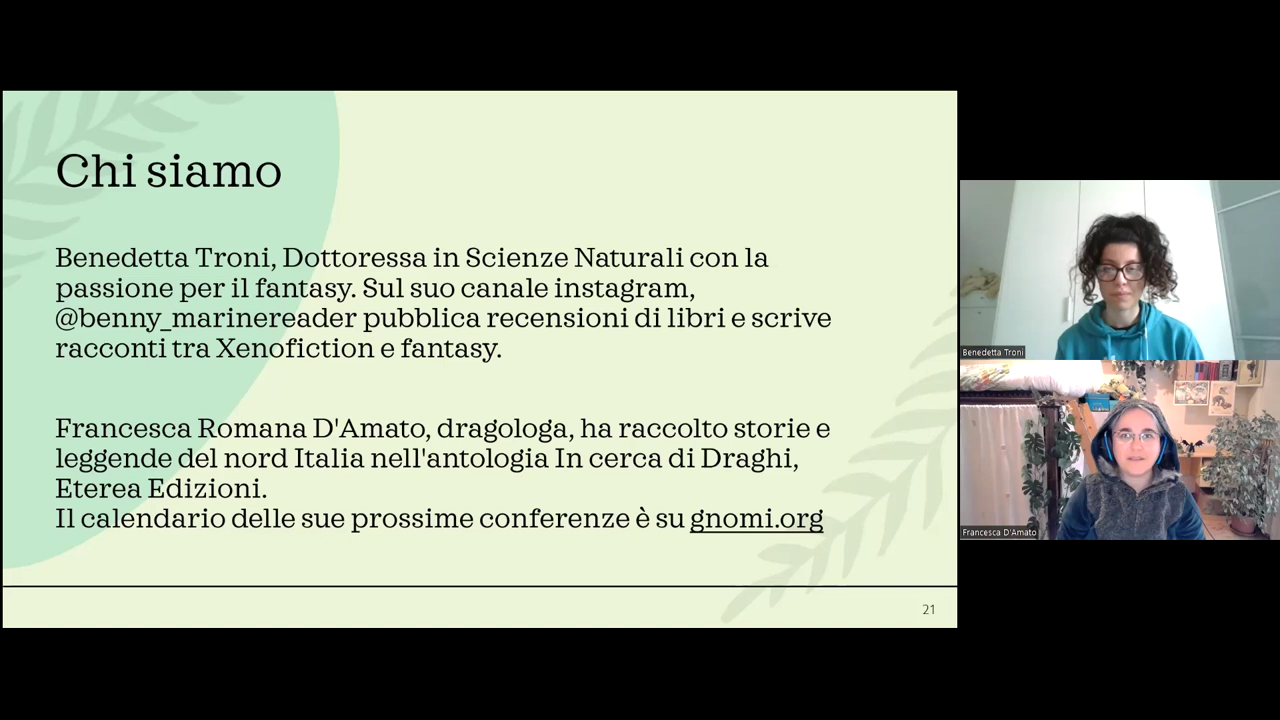 Chi siamo
Benedetta Troni, Dottoressa in Scienze Naturali con la
passione per il fantasy. Sul suo canale instagram,
@benny_marinereader pubblica recensioni di libri e scrive
racconti tra Xenofiction e fantasy.
Francesca Romana D'Amato, dragologa, ha raccolto storie e
leggende del nord Italia nell'antologia In cerca di Draghi,
Eterea Edizioni.
Il calendario delle sue prossime conferenze è su gnomi.org
21
Benedetta Troni
Francesca D'Amato